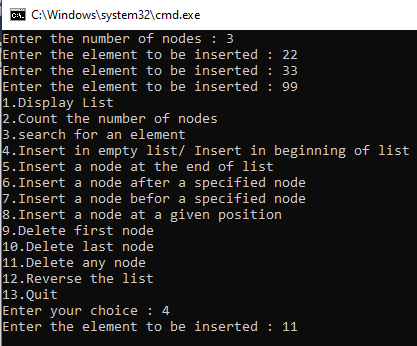 C:\Windows\system32\cmd.exe
Enter the number of nodes : 3
Enter the element to be inserted : 22
Enter the element to be inserted : 33
Enter the element to be inserted : 99
1.Display List
2.Count the number of nodes
3.search for an element
4.Insert in empty list/ Insert in beginning of list
5.Insert a node at the end of list
6.Insert a node after a specified node
7.Insert a node befor a specified node
8.Insert a node at a given position
9.Delete first node
10.Delete last node
11.Delete any node
12.Reverse the list
13.Quit
Enter your choice : 4
Enter the element to be inserted : 11